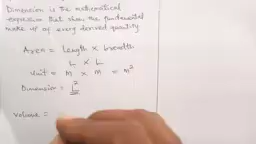 Dimension is the mathematical
expression that show the fundamental
make up of every derived quantity
Area = Length × breadth
L × L
unit = m × m = m²
Dimension = L²
Volume =